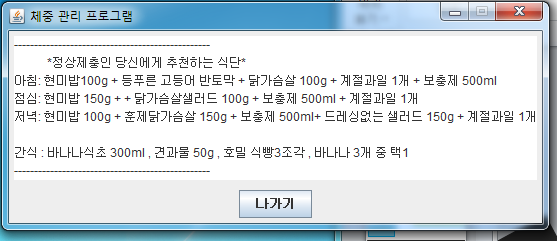 체중 관리 프로그램
--------------------------------------------------
*정상체중인 당신에게 추천하는 식단*
아침: 현미밥100g + 등푸른 고등어 반토막 + 닭가슴살 100g + 계절과일 1개 + 보충제 500ml
점심: 현미밥 150g + + 닭가슴살샐러드 100g + 보충제 500ml + 계절과일 1개
저녁: 현미밥 100g + 훈제닭가슴살 150g + 보충제 500ml+ 드레싱없는 샐러드 150g + 계절과일 1개
간식 : 바나나식초 300ml , 견과물 50g , 호밀 식빵3조각 , 바나나 3개 중 택1
--------------------------------------------------
나가기